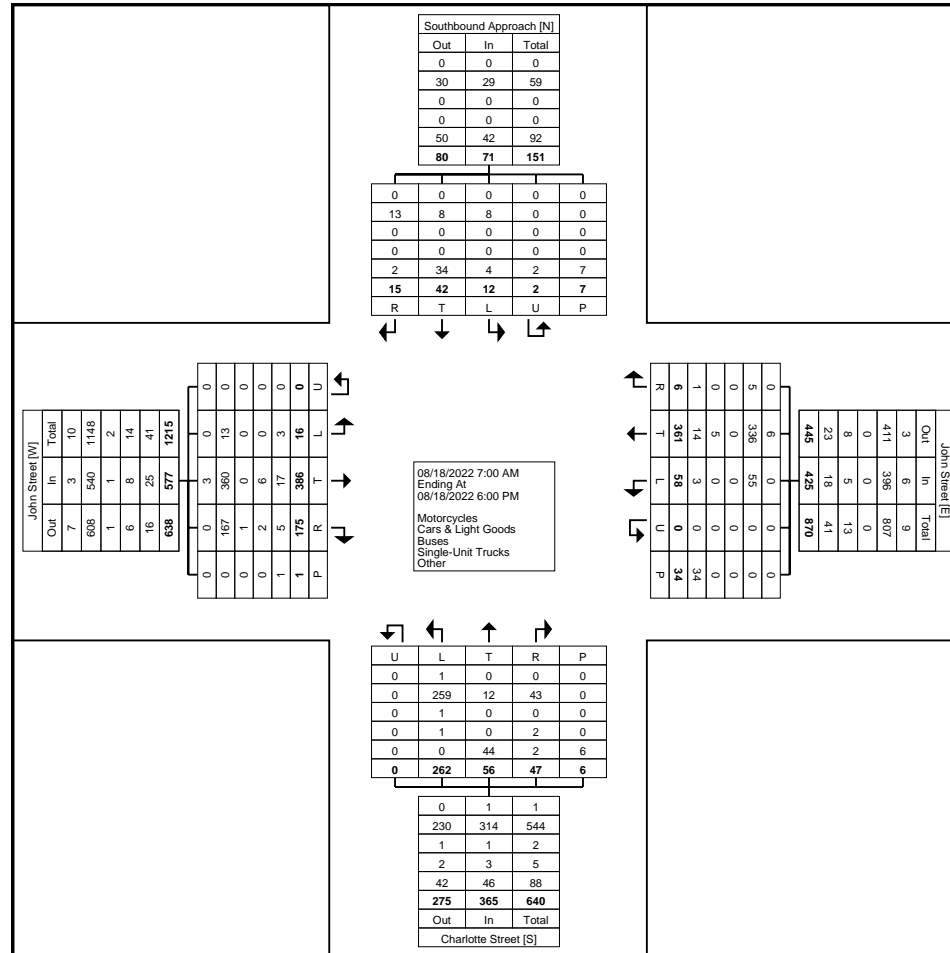 Southbound Approach [N]
Out In Total
0 0 0
30 29 59
0 0 0
0 0 0
50 42 92
80 71 151
0 0 0 0 0
13 8 8 0 0
0 0 0 0 0
0 0 0 0 0
2 34 4 2 7
15 42 12 2 7
R T L U P
U L T R P
0 16 386 175 1
0 3 17 5 1
0 0 6 2 0
0 0 0 1 0
0 13 360 167 0
0 0 3 0 0
1215 577 638
41 25 16
14 8 6
2 1 1
1148 540 608
10 3 7
Total In Out
John Street [W]
08/18/2022 7:00 AM
Ending At
08/18/2022 6:00 PM
Motorcycles
Cars & Light Goods
Buses
Single-Unit Trucks
Other
John Street [E]
Out In Total
3 6 9
411 396 807
0 0 0
8 5 13
23 18 41
445 425 870
0 6 0 0 0
5 336 55 0 0
0 0 0 0 0
0 5 0 0 0
1 14 3 0 34
6 361 58 0 34
R T L U P
U L T R P
0 1 0 0 0
0 259 12 43 0
0 1 0 0 0
0 1 0 2 0
0 0 44 2 6
0 262 56 47 6
0 1 1
230 314 544
1 1 2
2 3 5
42 46 88
275 365 640
Out In Total
Charlotte Street [S]